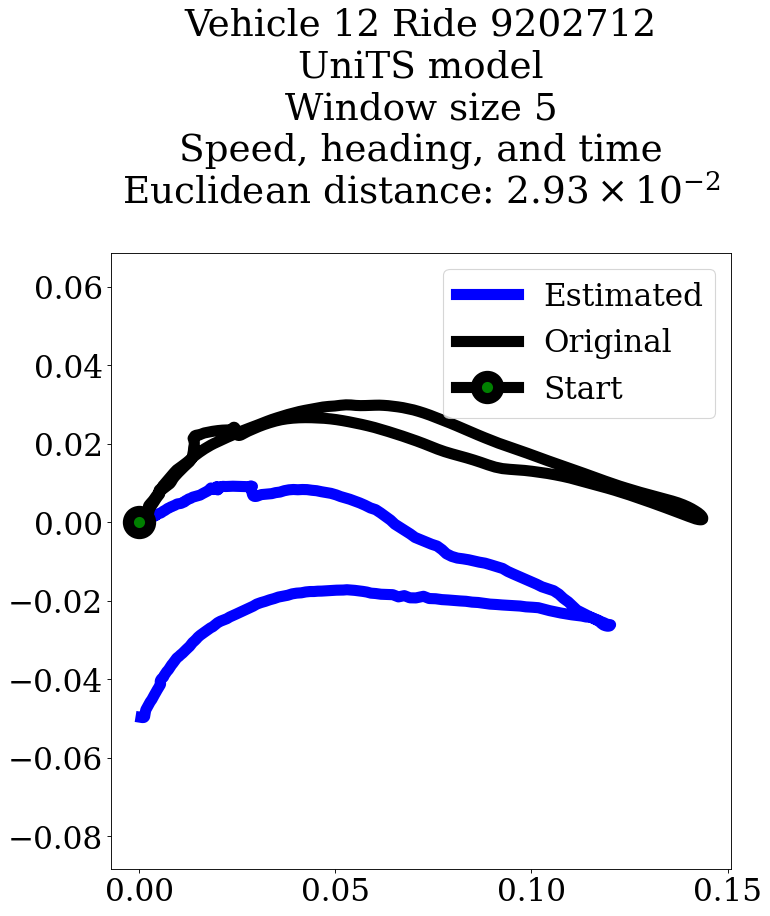 Vehicle 12 Ride 9202712
UniTS model
Window size 5
Speed, heading, and time
Euclidean distance: 2.93 × 10⁻²
Estimated
Original
Start
0.06
0.04
0.02
0.00
−0.02
−0.04
−0.06
−0.08
0.00 0.05 0.10 0.15